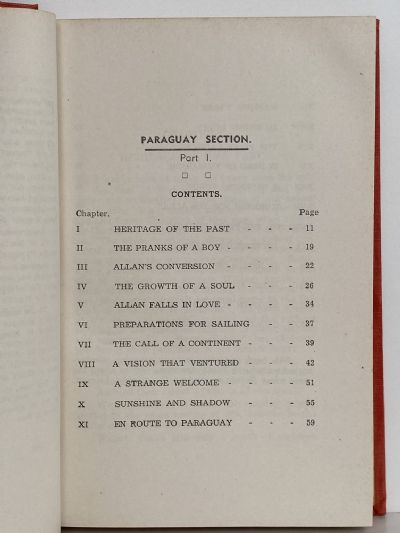 PARAGUAY SECTION.
Part I.
CONTENTS.
Chapter. Page
I HERITAGE OF THE PAST - - - 11
II THE PRANKS OF A BOY - - - - 19
III ALLAN'S CONVERSION - - - - 22
IV THE GROWTH OF A SOUL - - - 26
V ALLAN FALLS IN LOVE - - - - 34
VI PREPARATIONS FOR SAILING - - 37
VII THE CALL OF A CONTINENT - - - 39
VIII A VISION THAT VENTURED - - - - 42
IX A STRANGE WELCOME - - - - 51
X SUNSHINE AND SHADOW - - - 55
XI EN ROUTE TO PARAGUAY - - - 59